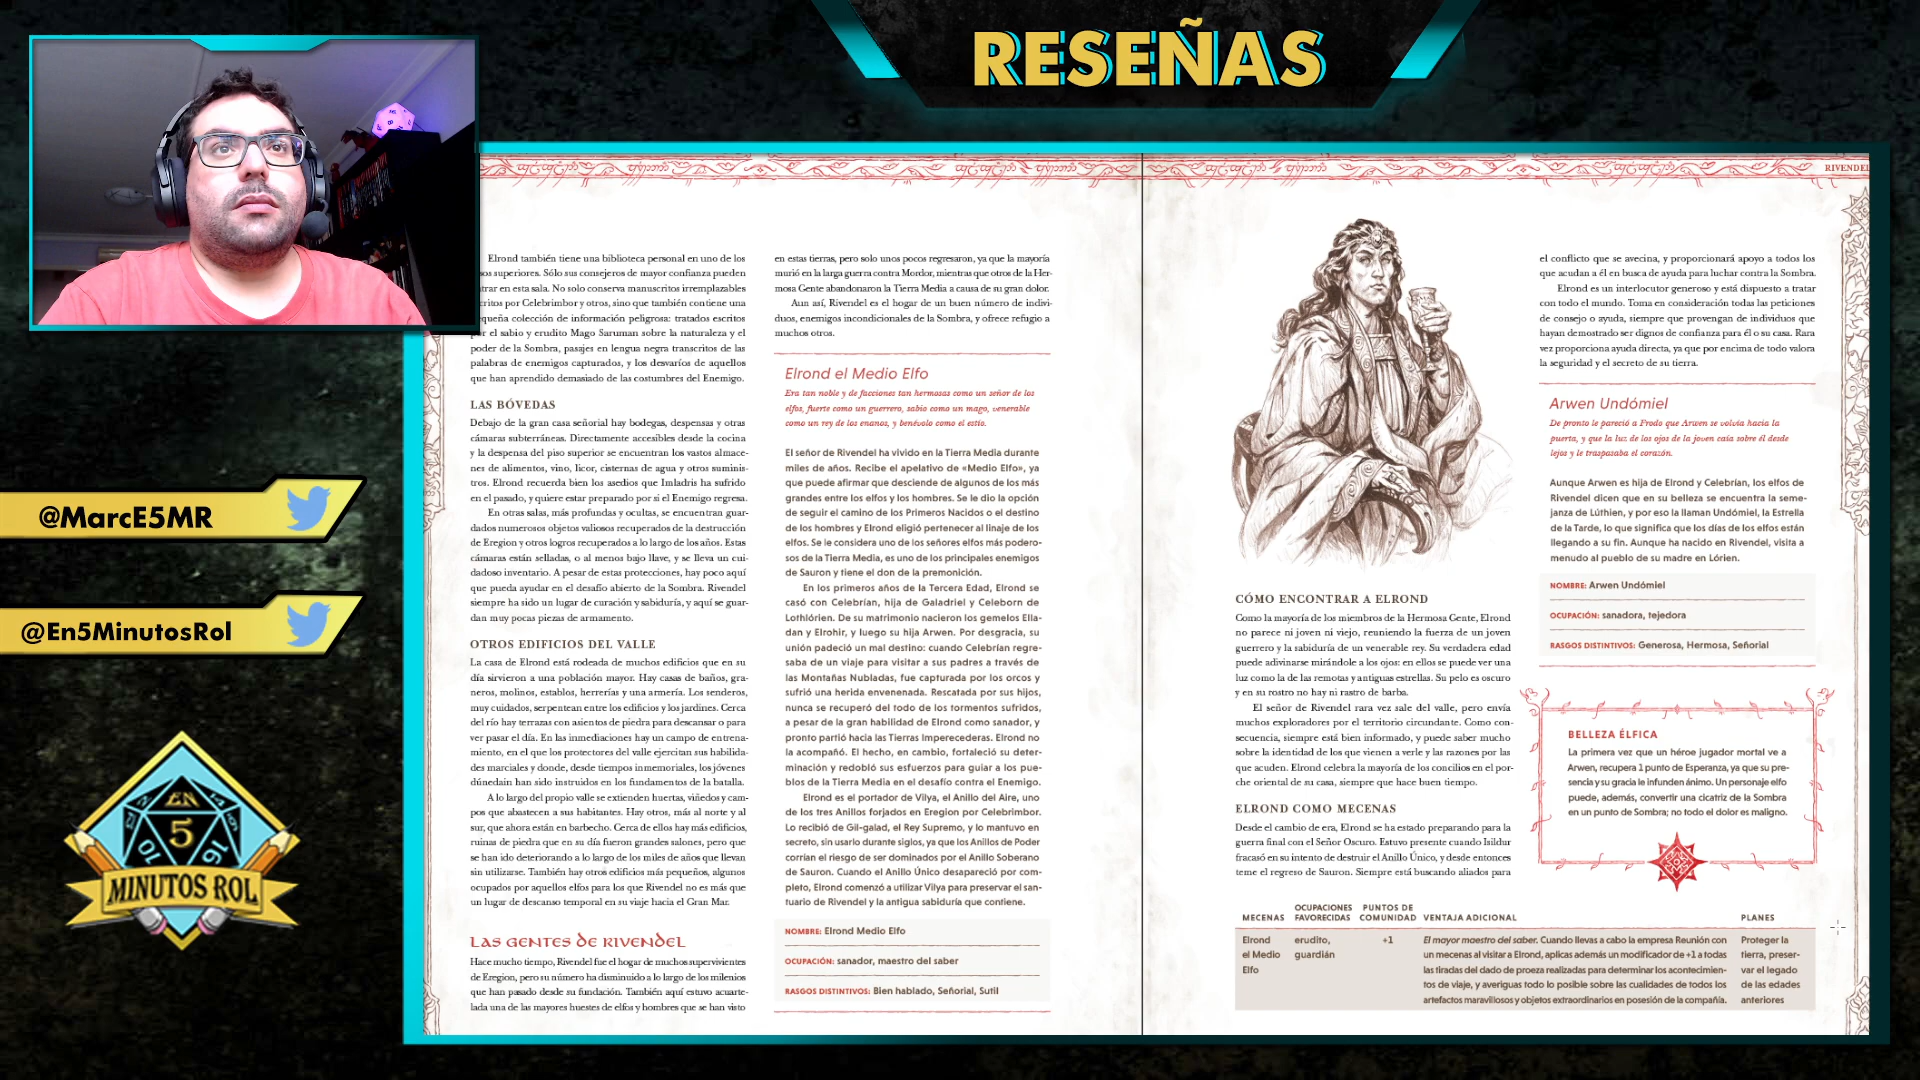 RESEÑAS
@MarcE5MR
@En5MinutosRol
EN
5
MINUTOS ROL
RIVENDEL
Elrond también tiene una biblioteca personal en uno de los
superiores. Sólo sus consejeros de mayor confianza pueden
en esta sala. No solo conserva manuscritos irremplazables
por Celebrimbor y otros, sino que también contiene una
colección de información peligrosa: tratados escritos
el sabio y erudito Mago Saruman sobre la naturaleza y el
poder de la Sombra, pasajes en lengua negra transcritos de las
palabras de enemigos capturados, y los desvaríos de aquellos
que han aprendido demasiado de las costumbres del Enemigo.
LAS BÓVEDAS
Debajo de la gran casa señorial hay bodegas, despensas y otras
cámaras subterráneas. Directamente accesibles desde la cocina
y la despensa del piso superior se encuentran los vastos almace-
nes de alimentos, vino, licor, cisternas de agua y otros suminis-
tros. Elrond recuerda bien los asedios que Imladris ha sufrido
en el pasado, y quiere estar preparado por si el Enemigo regresa.
En otras salas, más profundas y ocultas, se encuentran guar-
dados numerosos objetos valiosos recuperados de la destrucción
de Eregion y otros logros recuperados a lo largo de los años. Estas
cámaras están selladas, o al menos bajo llave, y se lleva un cui-
dadoso inventario. A pesar de estas protecciones, hay poco aquí
que pueda ayudar en el desafío abierto de la Sombra. Rivendel
siempre ha sido un lugar de curación y sabiduría, y aquí se guar-
dan muy pocas piezas de armamento.
OTROS EDIFICIOS DEL VALLE
La casa de Elrond está rodeada de muchos edificios que en su
día sirvieron a una población mayor. Hay casas de baños, gra-
neros, molinos, establos, herrerías y una armería. Los senderos,
muy cuidados, serpentean entre los edificios y los jardines. Cerca
del río hay terrazas con asientos de piedra para descansar o para
ver pasar el día. En las inmediaciones hay un campo de entrena-
miento, en el que los protectores del valle ejercitan sus habilida-
des marciales y donde, desde tiempos inmemoriales, los jóvenes
dúnedain han sido instruidos en los fundamentos de la batalla.
A lo largo del propio valle se extienden huertas, viñedos y cam-
pos que abastecen a sus habitantes. Hay otros, más al norte y al
sur, que ahora están en barbecho. Cerca de ellos hay más edificios,
ruinas de piedra que en su día fueron grandes salones, pero que
se han ido deteriorando a lo largo de los miles de años que llevan
sin utilizarse. También hay otros edificios más pequeños, algunos
ocupados por aquellos elfos para los que Rivendel no es más que
un lugar de descanso temporal en su viaje hacia el Gran Mar.
LAS GENTES DE RIVENDEL
Hace mucho tiempo, Rivendel fue el hogar de muchos supervivientes
de Eregion, pero su número ha disminuido a lo largo de los milenios
que han pasado desde su fundación. También aquí estuvo acuarte-
lada una de las mayores huestes de elfos y hombres que se han visto
en estas tierras, pero solo unos pocos regresaron, ya que la mayoría
murió en la larga guerra contra Mordor, mientras que otros de la Her-
mosa Gente abandonaron la Tierra Media a causa de su gran dolor.
Aun así, Rivendel es el hogar de un buen número de indivi-
duos, enemigos incondicionales de la Sombra, y ofrece refugio a
muchos otros.
Elrond el Medio Elfo
Era tan noble y de facciones tan hermosas como un señor de los
elfos, fuerte como un guerrero, sabio como un mago, venerable
como un rey de los enanos, y benévolo como el estío.
El señor de Rivendel ha vivido en la Tierra Media durante
miles de años. Recibe el apelativo de «Medio Elfo», ya
que puede afirmar que desciende de algunos de los más
grandes entre los elfos y los hombres. Se le dio la opción
de seguir el camino de los Primeros Nacidos o el destino
de los hombres y Elrond eligió pertenecer al linaje de los
elfos. Se le considera uno de los señores elfos más podero-
sos de la Tierra Media, es uno de los principales enemigos
de Sauron y tiene el don de la premonición.
En los primeros años de la Tercera Edad, Elrond se
casó con Celebrían, hija de Galadriel y Celeborn de
Lothlórien. De su matrimonio nacieron los gemelos Ella-
dan y Elrohir, y luego su hija Arwen. Por desgracia, su
unión padeció un mal destino: cuando Celebrían regre-
saba de un viaje para visitar a sus padres a través de
las Montañas Nubladas, fue capturada por los orcos y
sufrió una herida envenenada. Rescatada por sus hijos,
nunca se recuperó del todo de los tormentos sufridos,
a pesar de la gran habilidad de Elrond como sanador, y
pronto partió hacia las Tierras Imperecederas. Elrond no
la acompañó. El hecho, en cambio, fortaleció su deter-
minación y redobló sus esfuerzos para guiar a los pue-
blos de la Tierra Media en el desafío contra el Enemigo.
Elrond es el portador de Vilya, el Anillo del Aire, uno
de los tres Anillos forjados en Eregion por Celebrimbor.
Lo recibió de Gil-galad, el Rey Supremo, y lo mantuvo en
secreto, sin usarlo durante siglos, ya que los Anillos de Poder
corrían el riesgo de ser dominados por el Anillo Soberano
de Sauron. Cuando el Anillo Único desapareció por com-
pleto, Elrond comenzó a utilizar Vilya para preservar el san-
tuario de Rivendel y la antigua sabiduría que contiene.
NOMBRE: Elrond Medio Elfo
OCUPACIÓN: sanador, maestro del saber
RASGOS DISTINTIVOS: Bien hablado, Señorial, Sutil
CÓMO ENCONTRAR A ELROND
Como la mayoría de los miembros de la Hermosa Gente, Elrond
no parece ni joven ni viejo, reuniendo la fuerza de un joven
guerrero y la sabiduría de un venerable rey. Su verdadera edad
puede adivinarse mirándole a los ojos: en ellos se puede ver una
luz como la de las remotas y antiguas estrellas. Su pelo es oscuro
y en su rostro no hay ni rastro de barba.
El señor de Rivendel rara vez sale del valle, pero envía
muchos exploradores por el territorio circundante. Como con-
secuencia, siempre está bien informado, y puede saber mucho
sobre la identidad de los que vienen a verle y las razones por las
que acuden. Elrond celebra la mayoría de los concilios en el por-
che oriental de su casa, siempre que hace buen tiempo.
ELROND COMO MECENAS
Desde el cambio de era, Elrond se ha estado preparando para la
guerra final con el Señor Oscuro. Estuvo presente cuando Isildur
fracasó en su intento de destruir el Anillo Único, y desde entonces
teme el regreso de Sauron. Siempre está buscando aliados para
el conflicto que se avecina, y proporcionará apoyo a todos los
que acudan a él en busca de ayuda para luchar contra la Sombra.
Elrond es un interlocutor generoso y está dispuesto a tratar
con todo el mundo. Toma en consideración todas las peticiones
de consejo o ayuda, siempre que provengan de individuos que
hayan demostrado ser dignos de confianza para él o su casa. Rara
vez proporciona ayuda directa, ya que por encima de todo valora
la seguridad y el secreto de su tierra.
Arwen Undómiel
De pronto le pareció a Frodo que Arwen se volvía hacia la
puerta, y que la luz de los ojos de la joven caía sobre él desde
lejos y le traspasaba el corazón.
Aunque Arwen es hija de Elrond y Celebrían, los elfos de
Rivendel dicen que en su belleza se encuentra la seme-
janza de Lúthien, y por eso la llaman Undómiel, la Estrella
de la Tarde, lo que significa que los días de los elfos están
llegando a su fin. Aunque ha nacido en Rivendel, visita a
menudo al pueblo de su madre en Lórien.
NOMBRE: Arwen Undómiel
OCUPACIÓN: sanadora, tejedora
RASGOS DISTINTIVOS: Generosa, Hermosa, Señorial
BELLEZA ÉLFICA
La primera vez que un héroe jugador mortal ve a
Arwen, recupera 1 punto de Esperanza, ya que su pre-
sencia y su gracia le infunden ánimo. Un personaje elfo
puede, además, convertir una cicatriz de la Sombra
en un punto de Sombra; no todo el dolor es maligno.
MECENAS OCUPACIONES FAVORECIDAS PUNTOS DE COMUNIDAD VENTAJA ADICIONAL PLANES
Elrond erudito, +1 El mayor maestro del saber. Cuando llevas a cabo la empresa Reunión con Proteger la
el Medio guardián un mecenas al visitar a Elrond, aplicas además un modificador de +1 a todas tierra, preser-
Elfo las tiradas del dado de proeza realizadas para determinar los acontecimien- var el legado
tos de viaje, y averiguas todo lo posible sobre las cualidades de todos los de las edades
artefactos maravillosos y objetos extraordinarios en posesión de la compañía. anteriores